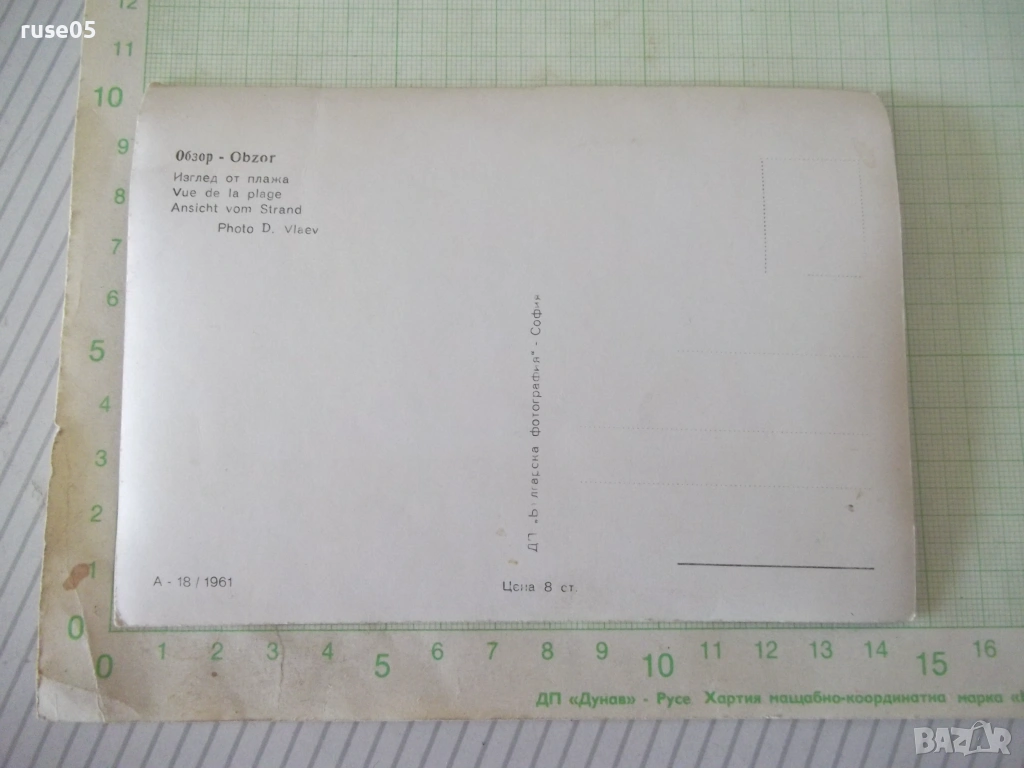 ruse05
12
11
10
9
8
7
6
5
4
3
2
1
0
Обзор - Obzor
Изглед от плажа
Vue de la plage
Ansicht vom Strand
Photo D. Vlaev
ДП „Българска фотография" - София
А - 18 / 1961
Цена 8 ст.
0 1 2 3 4 5 6 7 8 9 10 11 12 13 14 15 16
ДП «Дунав» - Русе Хартия мащабно-координатна марка
BAZAR